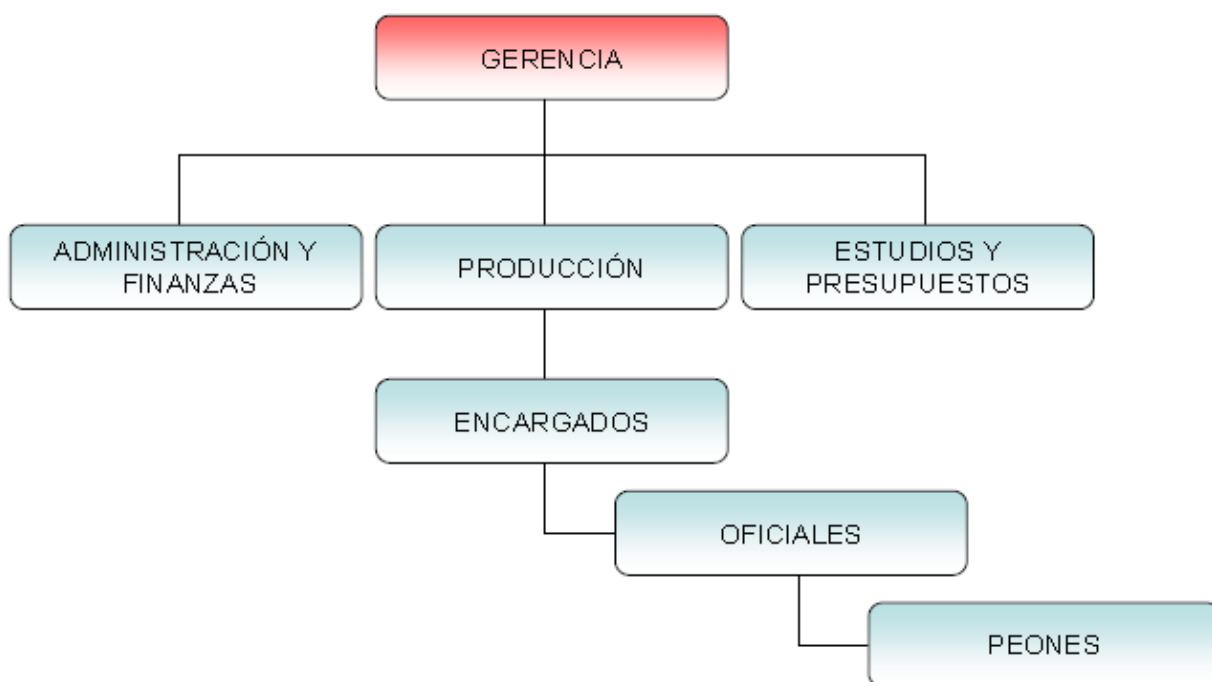 GERENCIA
ADMINISTRACIÓN Y
FINANZAS
PRODUCCIÓN
ESTUDIOS Y
PRESUPUESTOS
ENCARGADOS
OFICIALES
PEONES